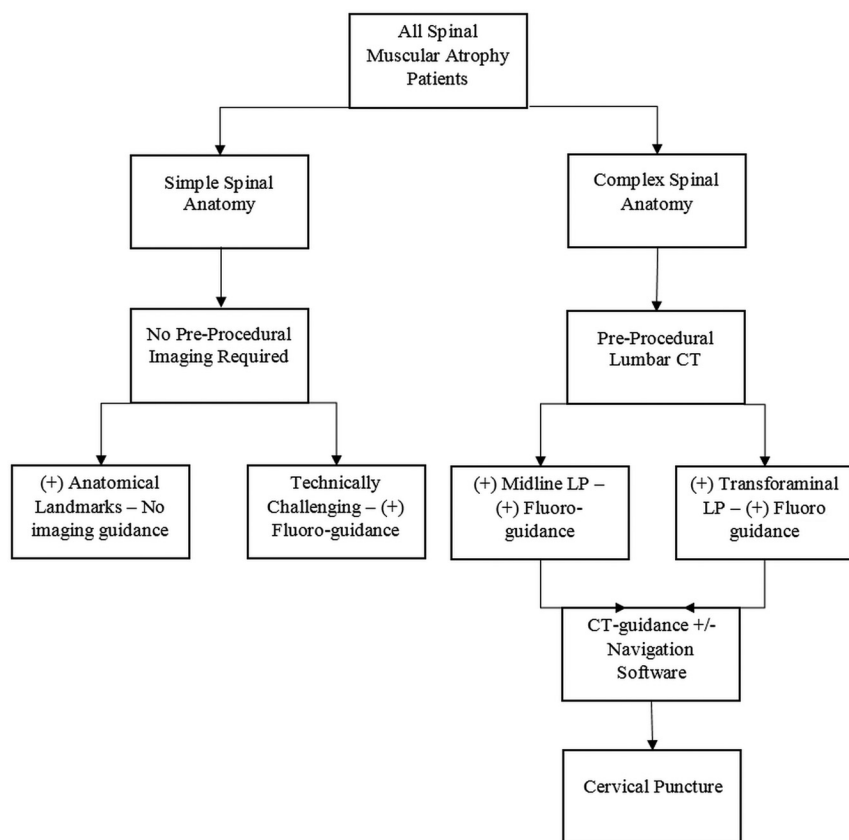 All Spinal
Muscular Atrophy
Patients
Simple Spinal
Anatomy
Complex Spinal
Anatomy
No Pre-Procedural
Imaging Required
Pre-Procedural
Lumbar CT
(+) Anatomical
Landmarks – No
imaging guidance
Technically
Challenging – (+)
Fluoro-guidance
(+) Midline LP –
(+) Fluoro-
guidance
(+) Transforaminal
LP – (+) Fluoro
guidance
CT-guidance +/-
Navigation
Software
Cervical Puncture